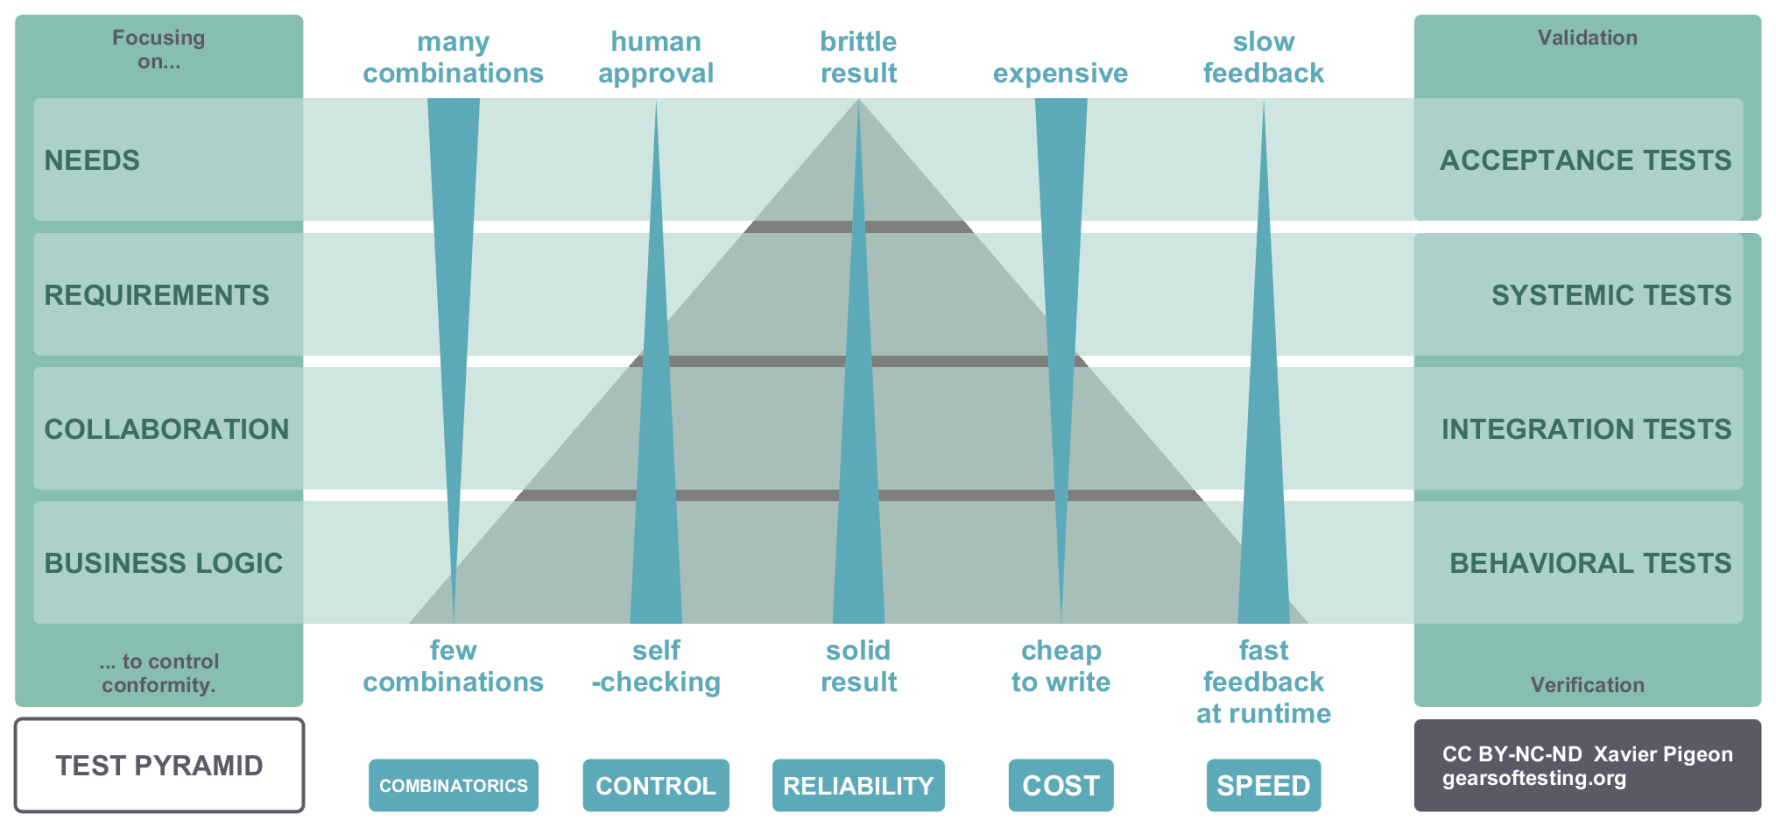 Focusing
on...
many
combinations
human
approval
brittle
result
expensive
slow
feedback
Validation
NEEDS
ACCEPTANCE TESTS
REQUIREMENTS
SYSTEMIC TESTS
COLLABORATION
INTEGRATION TESTS
BUSINESS LOGIC
BEHAVIORAL TESTS
... to control
conformity.
few
combinations
self
-checking
solid
result
cheap
to write
fast
feedback
at runtime
Verification
TEST PYRAMID
COMBINATORICS
CONTROL
RELIABILITY
COST
SPEED
CC BY-NC-ND Xavier Pigeon
gearsoftesting.org